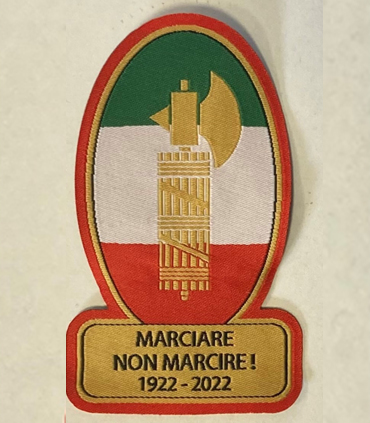 MARCIARE
NON MARCIRE!
1922 - 2022